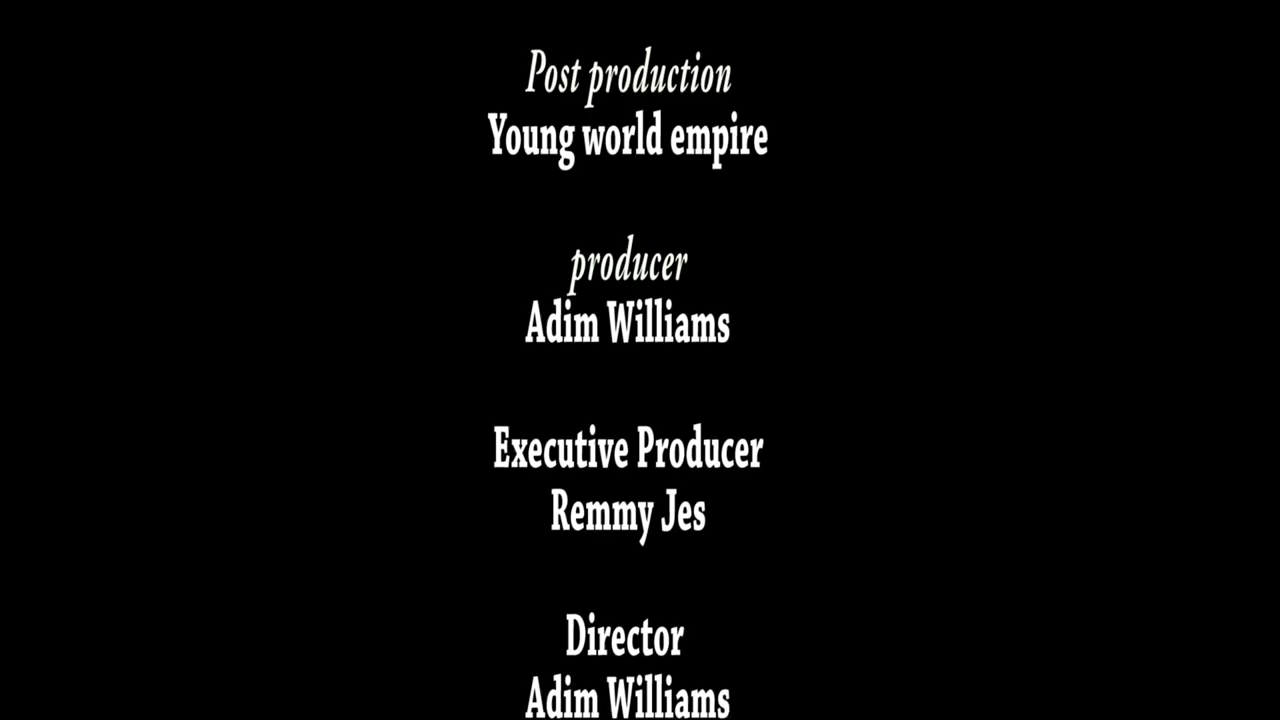 Post production
Young world empire
producer
Adim Williams
Executive Producer
Remmy Jes
Director
Adim Williams